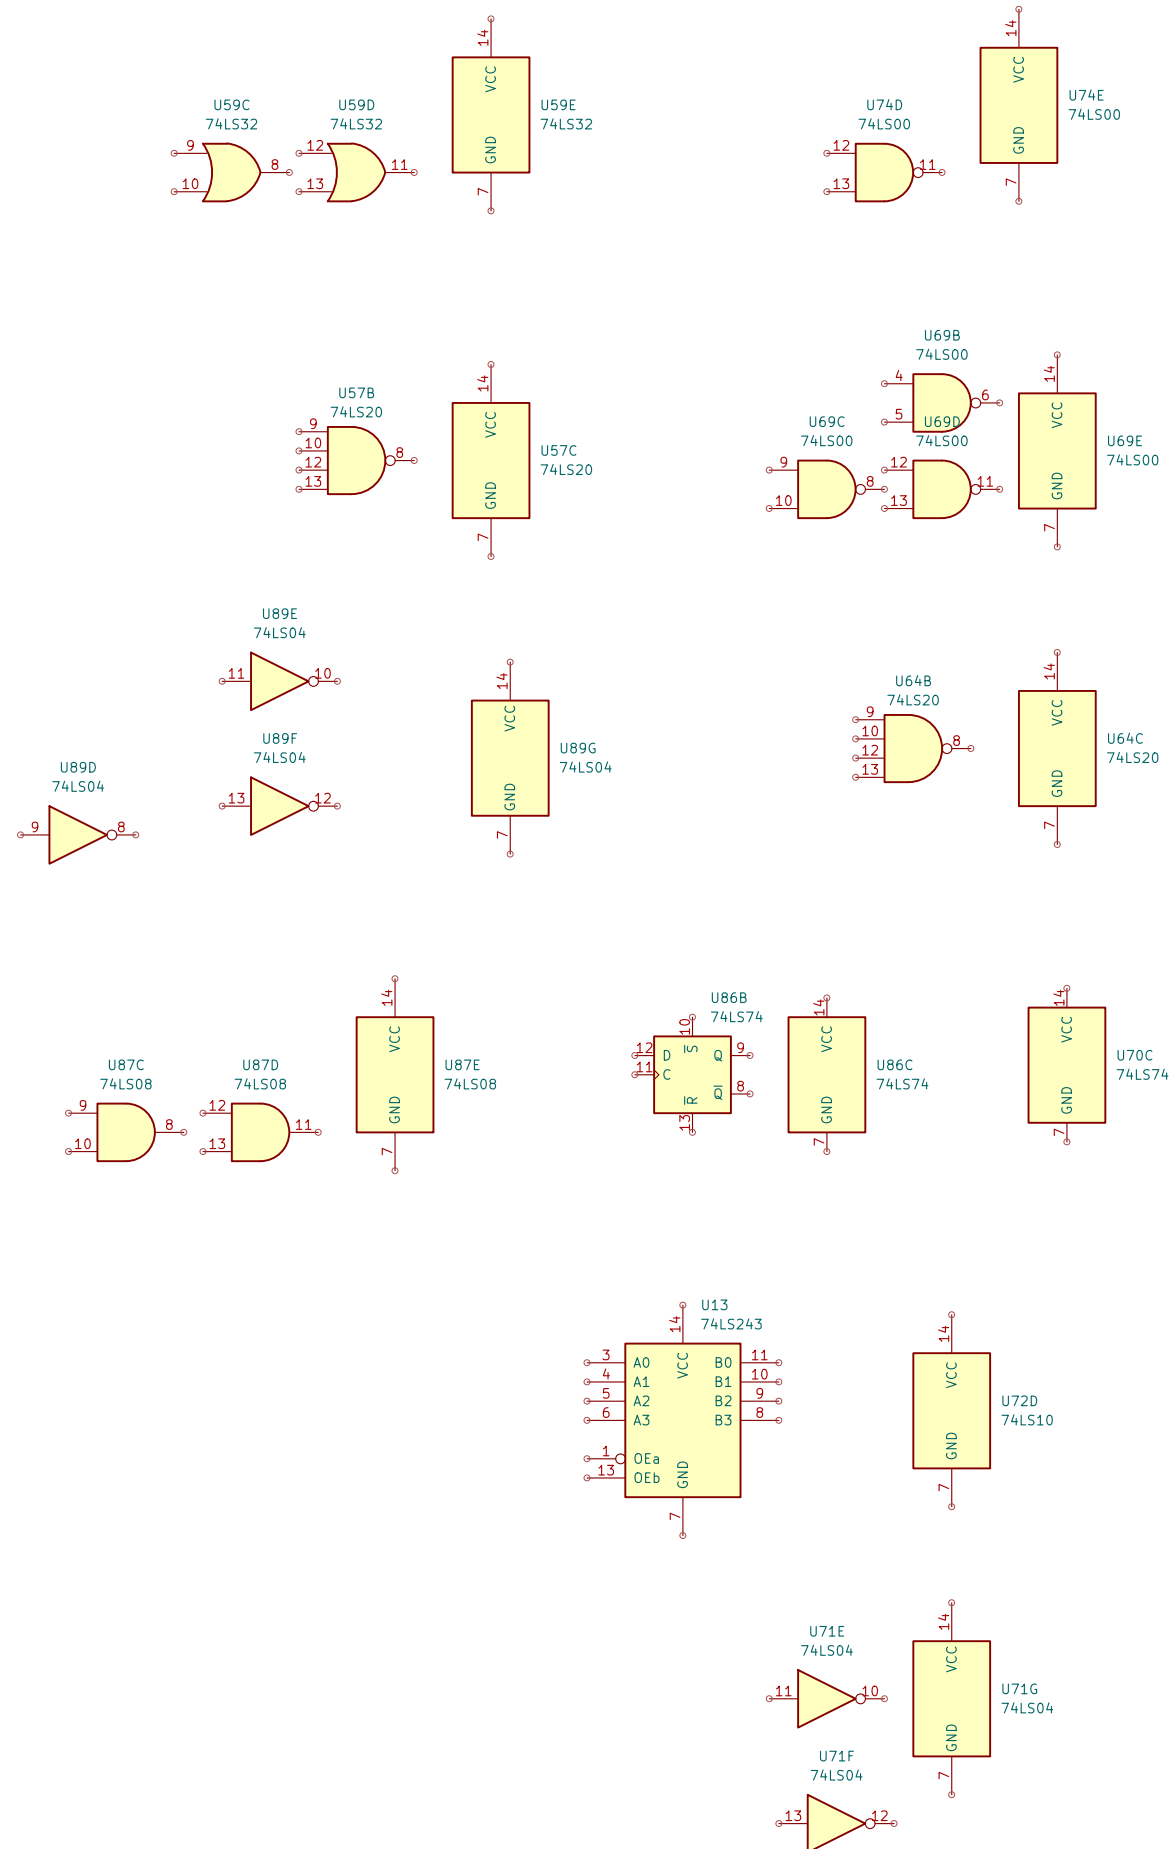 14
VCC
GND
7
U59E
74LS32
U59C
74LS32
9
10
8
U59D
74LS32
12
13
11
U74D
74LS00
12
13
11
14
VCC
GND
7
U74E
74LS00
U57B
74LS20
9
10
12
13
8
14
VCC
GND
7
U57C
74LS20
U69B
74LS00
4
5
6
U69C
74LS00
9
10
8
U69D
74LS00
12
13
11
14
VCC
GND
7
U69E
74LS00
U89E
74LS04
11
10
U89F
74LS04
13
12
U89D
74LS04
9
8
14
VCC
GND
7
U89G
74LS04
U64B
74LS20
9
10
12
13
8
14
VCC
GND
7
U64C
74LS20
U87C
74LS08
9
10
8
U87D
74LS08
12
13
11
14
VCC
GND
7
U87E
74LS08
U86B
74LS74
10
S
12
D
11
C
Q
9
Q
8
R
13
14
VCC
GND
7
U86C
74LS74
14
VCC
GND
7
U70C
74LS74
U13
74LS243
14
VCC
3 A0 B0 11
4 A1 B1 10
5 A2 B2 9
6 A3 B3 8
1 OEa
13 OEb
GND
7
14
VCC
GND
7
U72D
74LS10
U71E
74LS04
11
10
14
VCC
GND
7
U71G
74LS04
U71F
74LS04
13
12